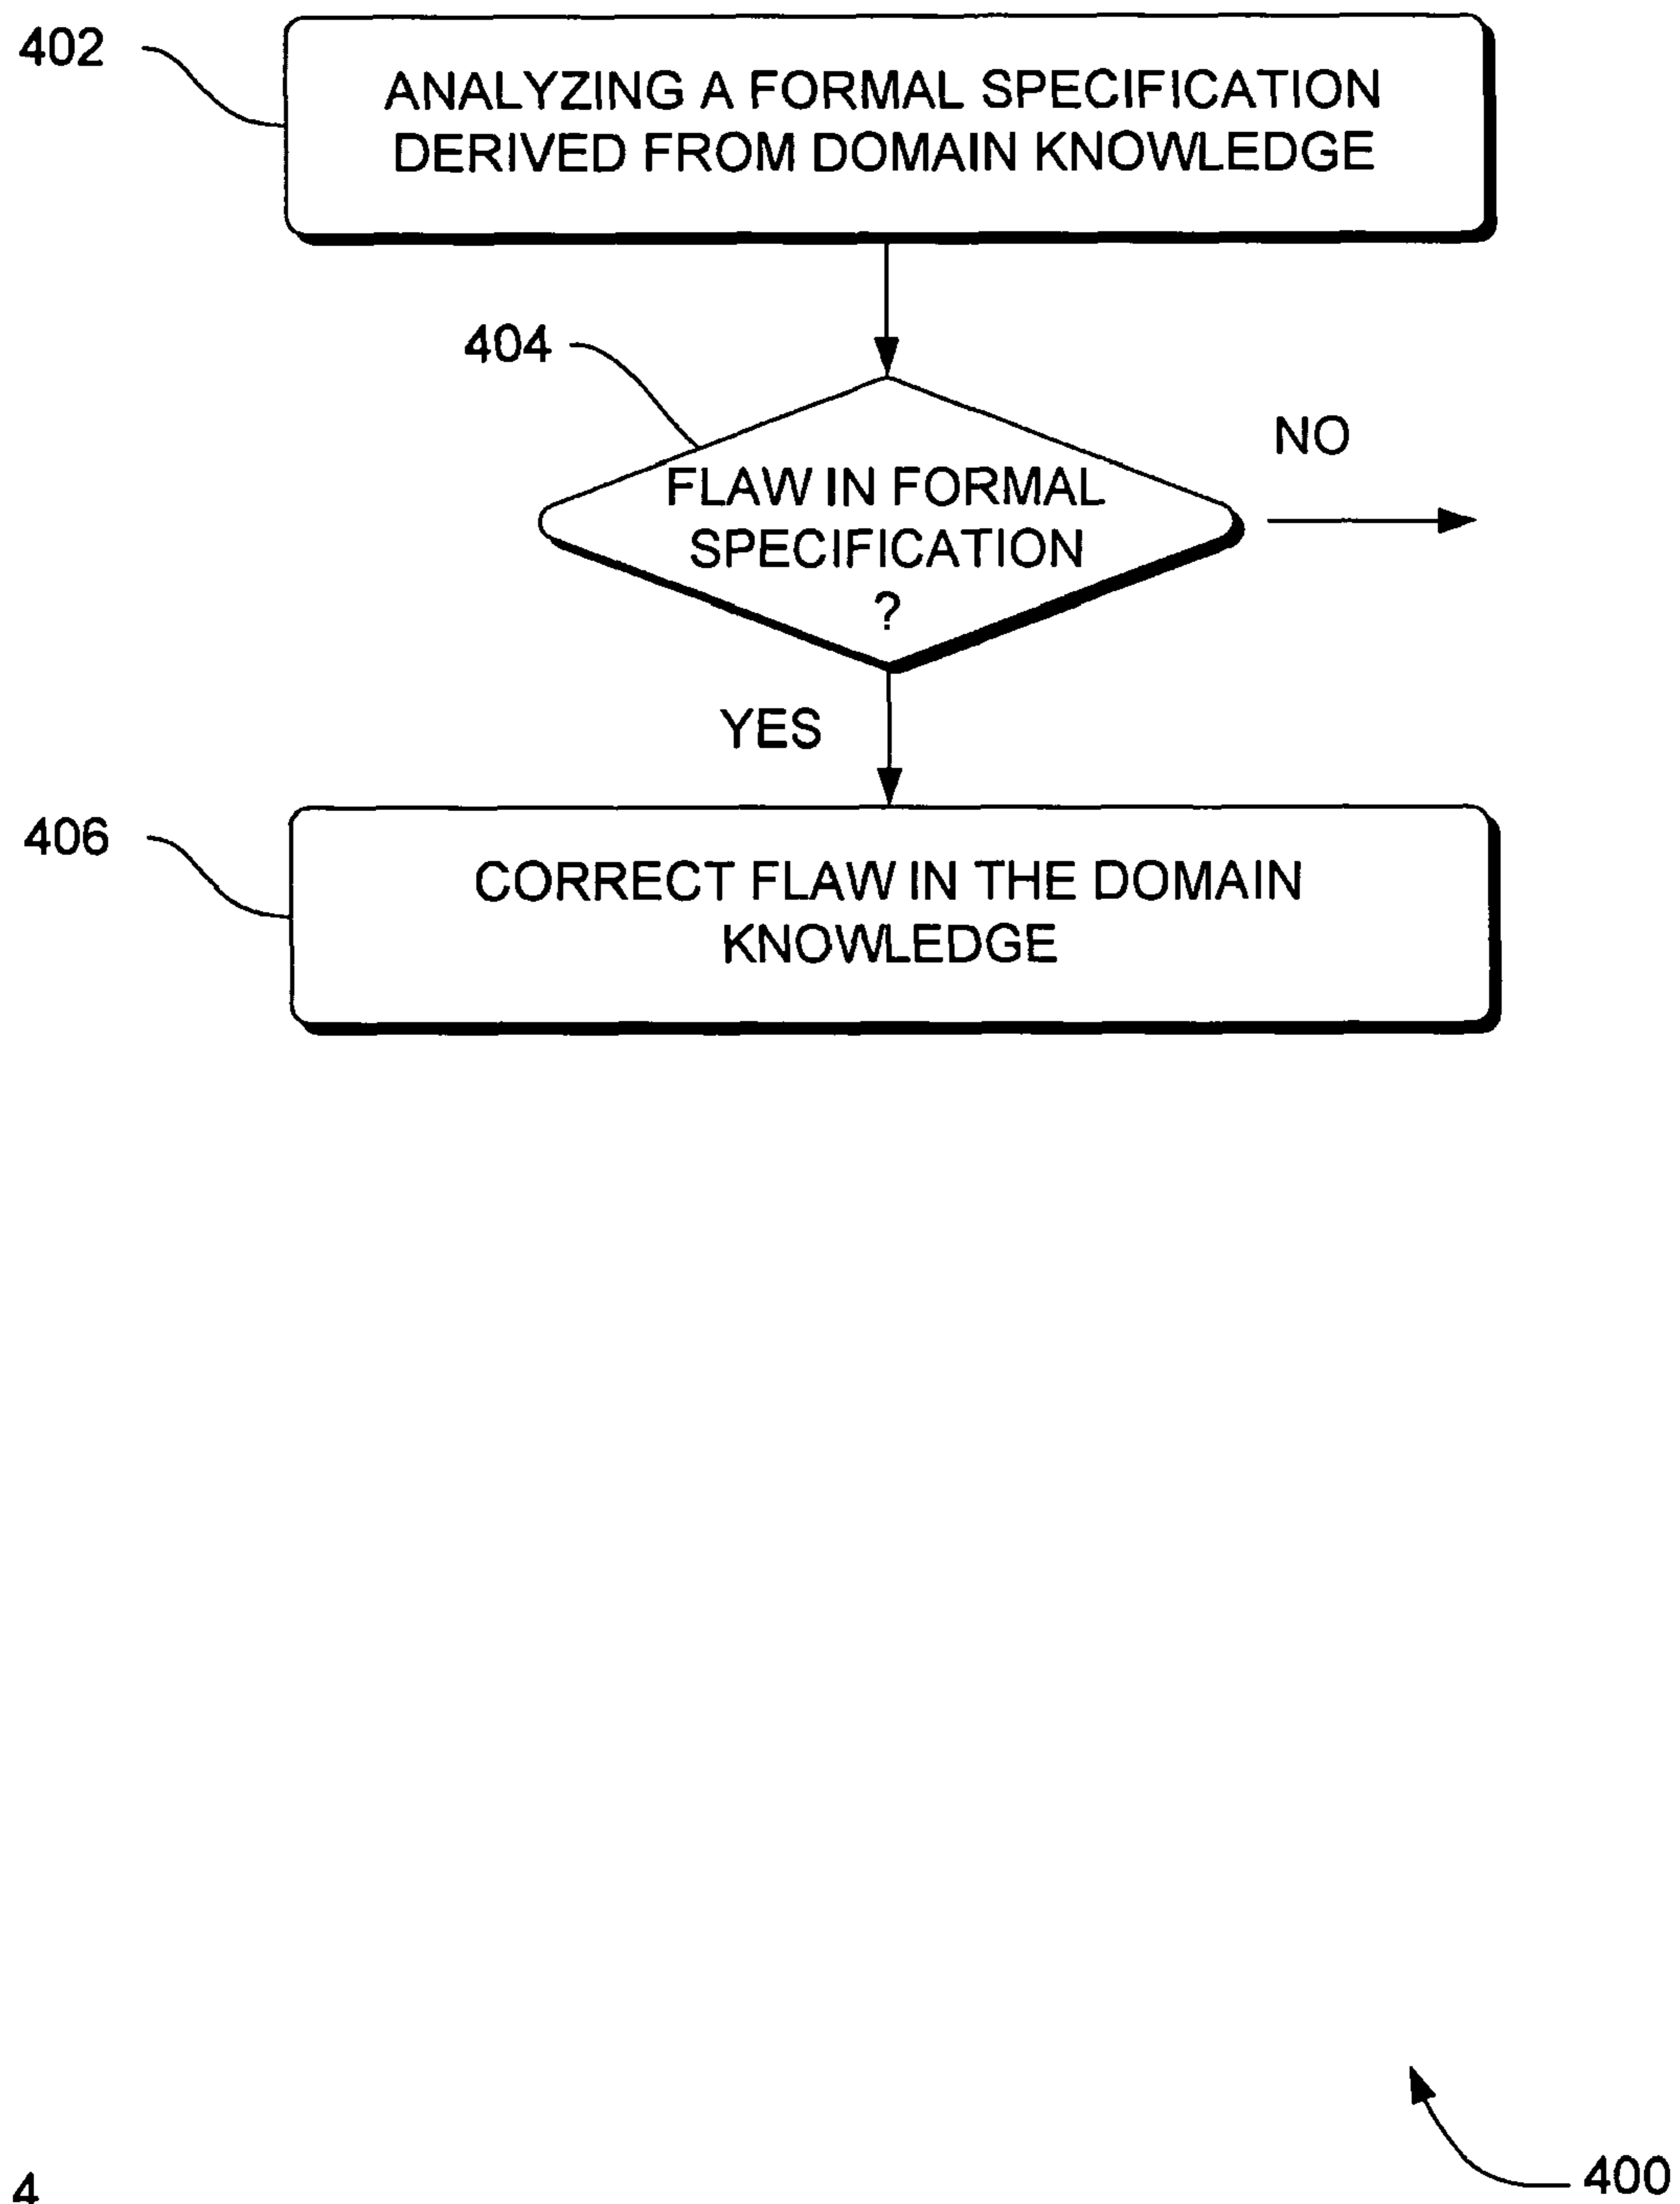 402
ANALYZING A FORMAL SPECIFICATION
DERIVED FROM DOMAIN KNOWLEDGE
404
NO
FLAW IN FORMAL
SPECIFICATION
?
YES
406
CORRECT FLAW IN THE DOMAIN
KNOWLEDGE
400
4